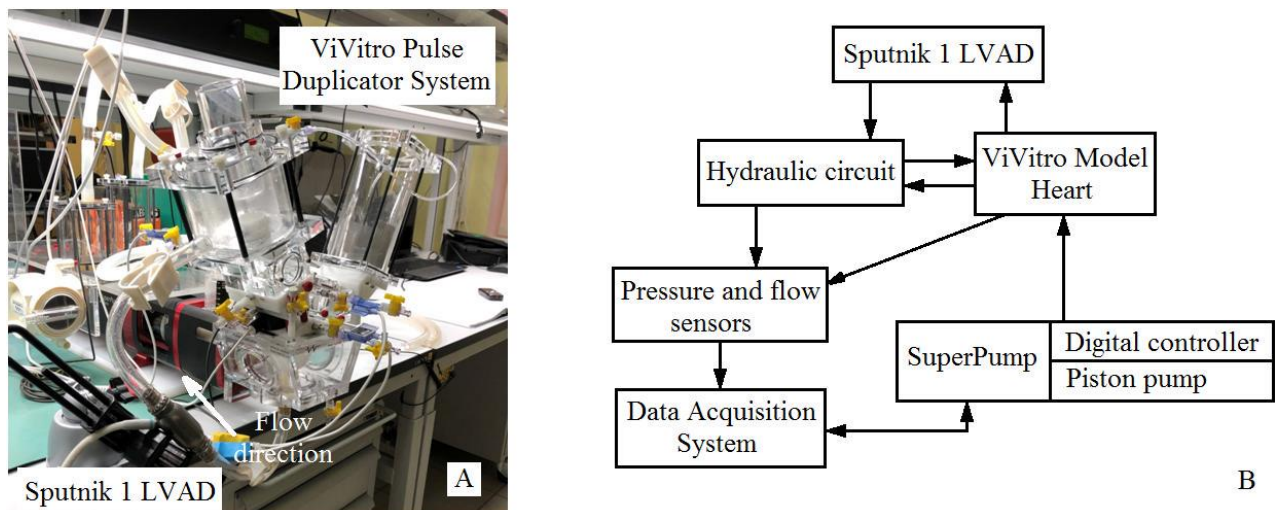 ViVitro Pulse
Duplicator System
Flow
direction
Sputnik 1 LVAD
A
Sputnik 1 LVAD
Hydraulic circuit
ViVitro Model
Heart
Pressure and flow
sensors
SuperPump
Digital controller
Piston pump
Data Acquisition
System
B